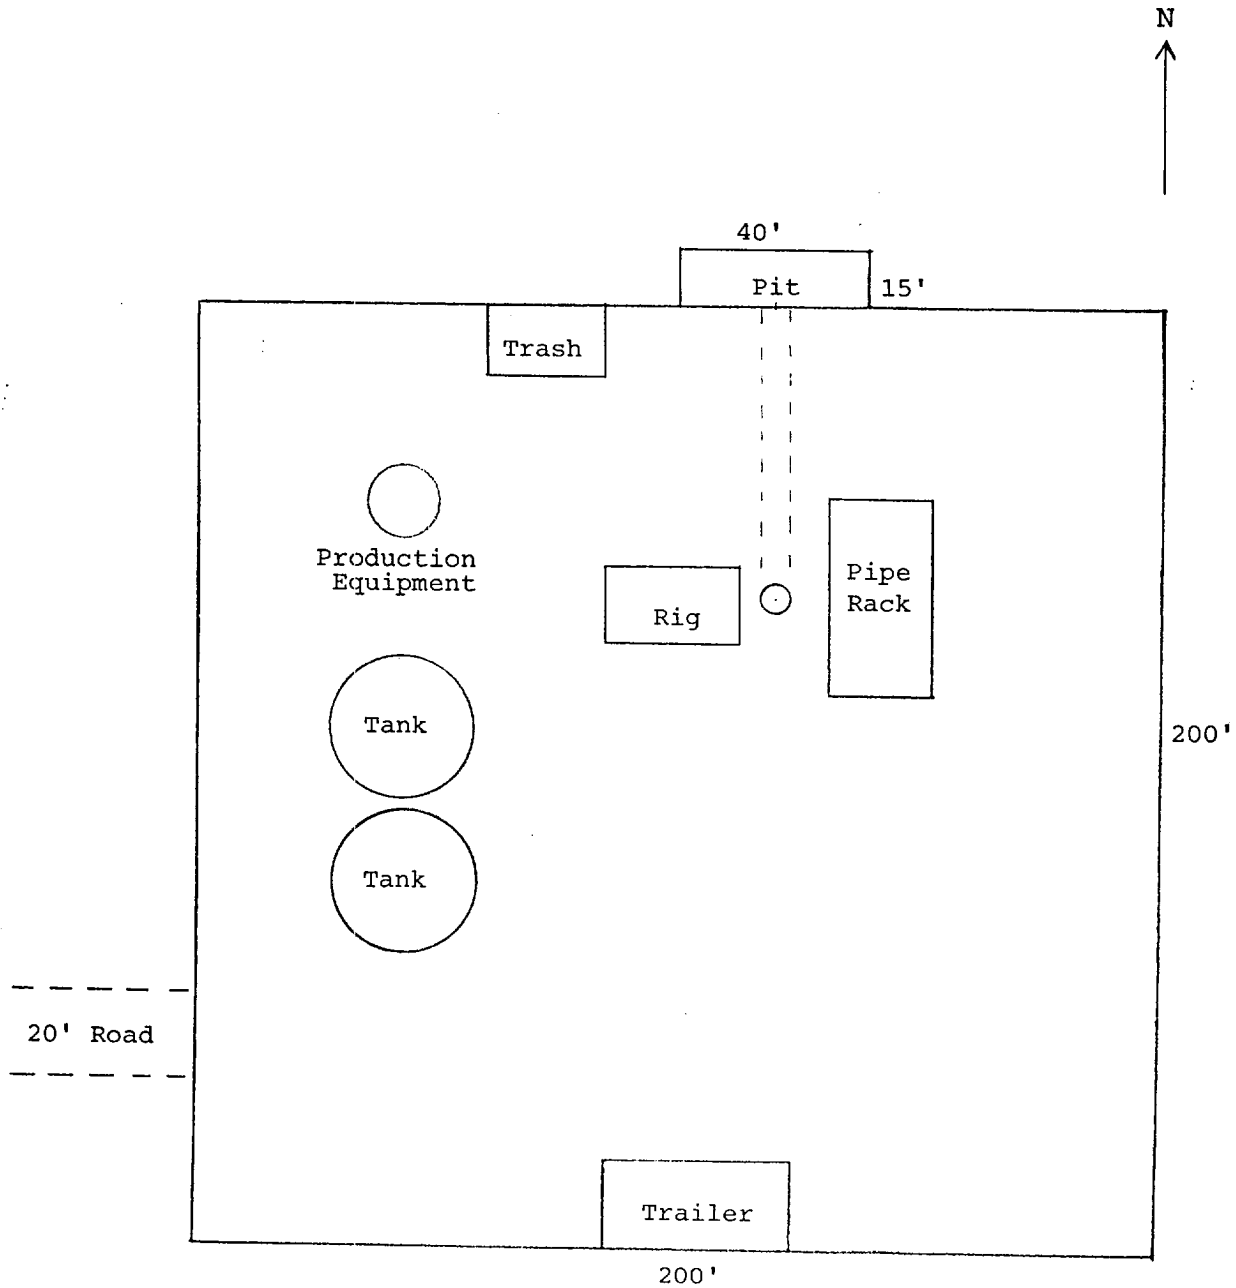 N
40'
Pit
15'
Trash
Production
Equipment
Pipe
Rack
Rig
Tank
200'
Tank
20' Road
Trailer
200'